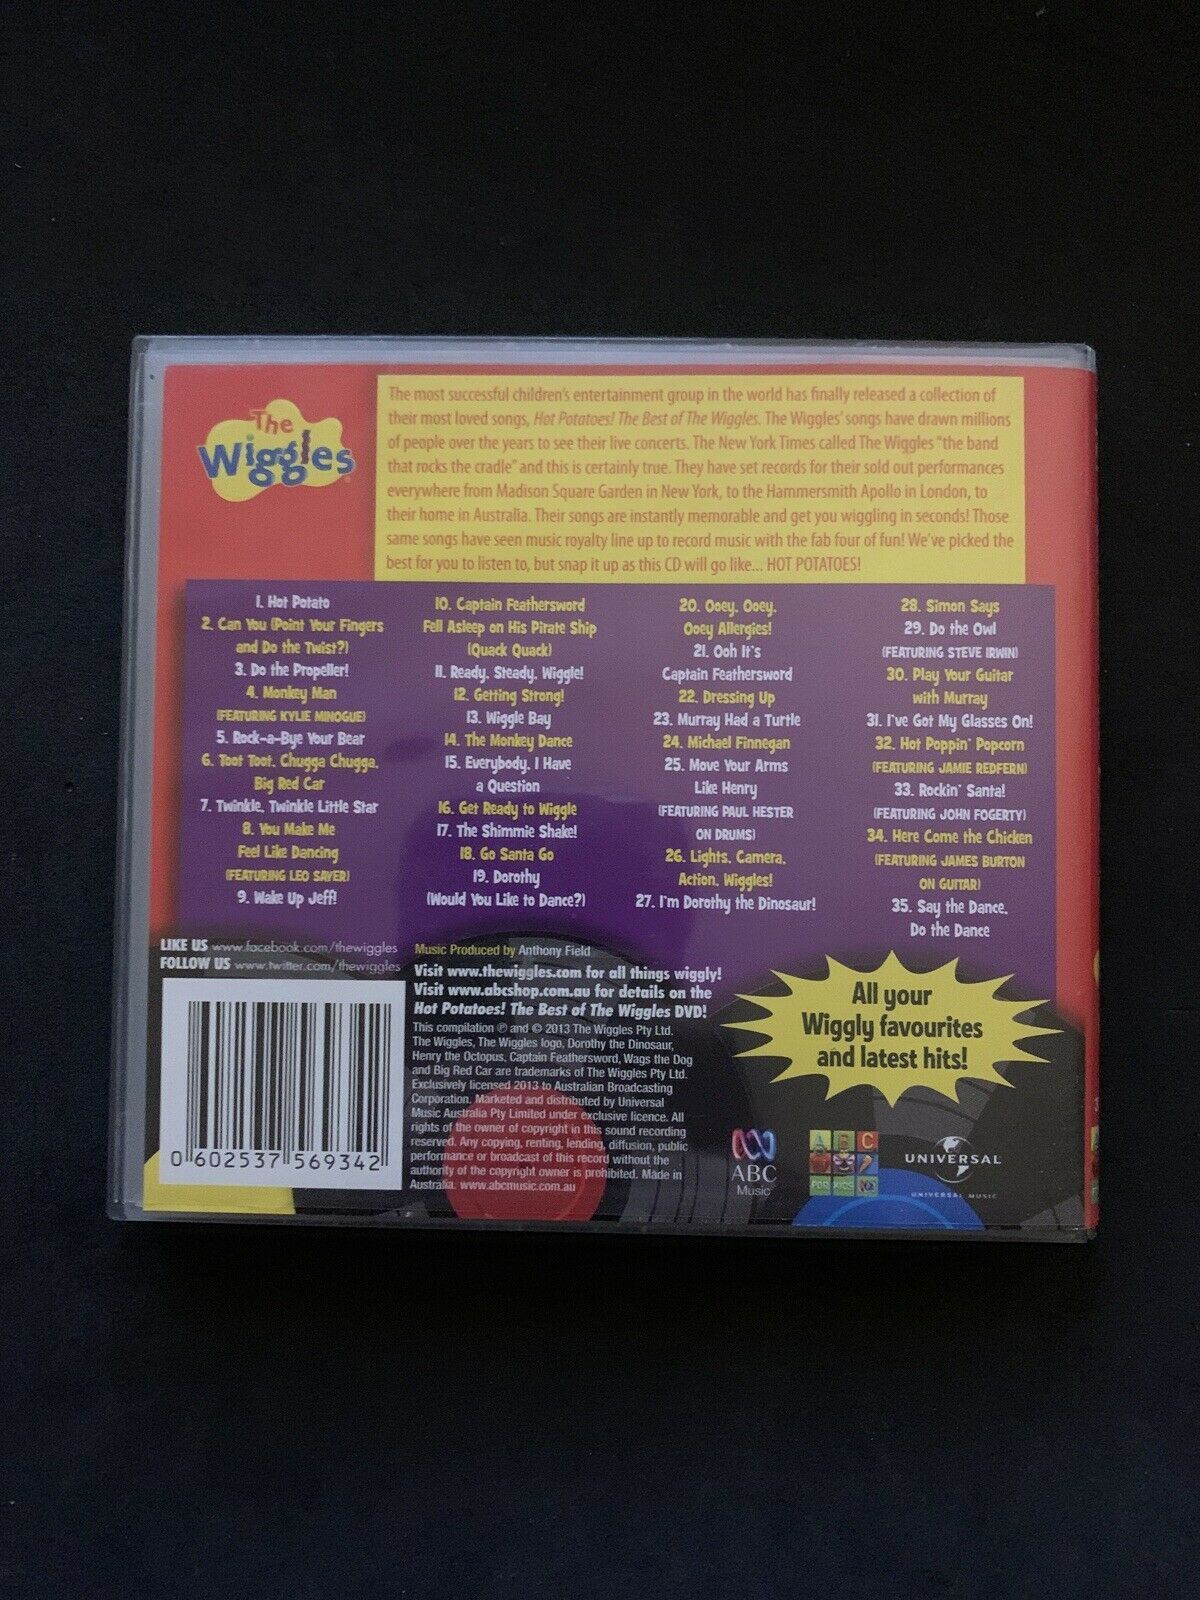 The
Wiggles
The most successful children's entertainment group in the world has finally released a collection of
their most loved songs, Hot Potatoes! The Best of The Wiggles. The Wiggles' songs have drawn millions
of people over the years to see their live concerts. The New York Times called The Wiggles "the band
that rocks the cradle" and this is certainly true. They have set records for their sold out performances
everywhere from Madison Square Garden in New York, to the Hammersmith Apollo in London, to
their home in Australia. Their songs are instantly memorable and get you wiggling in seconds! Those
same songs have seen music royalty line up to record music with the fab four of fun! We've picked the
best for you to listen to, but snap it up as this CD will go like... HOT POTATOES!
1. Hot Potato
2. Can You (Point Your Fingers
and Do the Twist?)
3. Do the Propeller!
4. Monkey Man
(FEATURING KYLIE MINOGUE)
5. Rock-a-Bye Your Bear
6. Toot Toot, Chugga Chugga,
Big Red Car
7. Twinkle, Twinkle Little Star
8. You Make Me
Feel Like Dancing
(FEATURING LEO SAYER)
9. Wake Up Jeff!
10. Captain Feathersword
Fell Asleep on His Pirate Ship
(Quack Quack)
11. Ready, Steady, Wiggle!
12. Getting Strong!
13. Wiggle Bay
14. The Monkey Dance
15. Everybody, I Have
a Question
16. Get Ready to Wiggle
17. The Shimmie Shake!
18. Go Santa Go
19. Dorothy
(Would You Like to Dance?)
20. Ooey, Ooey,
Ooey Allergies!
21. Ooh It's
Captain Feathersword
22. Dressing Up
23. Murray Had a Turtle
24. Michael Finnegan
25. Move Your Arms
Like Henry
(FEATURING PAUL HESTER
ON DRUMS)
26. Lights, Camera,
Action, Wiggles!
27. I'm Dorothy the Dinosaur!
28. Simon Says
29. Do the Owl
(FEATURING STEVE IRWIN)
30. Play Your Guitar
with Murray
31. I've Got My Glasses On!
32. Hot Poppin' Popcorn
(FEATURING JAMIE REDFERN)
33. Rockin' Santa!
(FEATURING JOHN FOGERTY)
34. Here Come the Chicken
(FEATURING JAMES BURTON
ON GUITAR)
35. Say the Dance,
Do the Dance
LIKE US www.facebook.com/thewiggles
FOLLOW US www.twitter.com/thewiggles
0 602537 569342
Music Produced by Anthony Field
Visit www.thewiggles.com for all things wiggly!
Visit www.abcshop.com.au for details on the
Hot Potatoes! The Best of The Wiggles DVD!
This compilation ℗ and © 2013 The Wiggles Pty Ltd.
The Wiggles, The Wiggles logo, Dorothy the Dinosaur,
Henry the Octopus, Captain Feathersword, Wags the Dog
and Big Red Car are trademarks of The Wiggles Pty Ltd.
Exclusively licensed 2013 to Australian Broadcasting
Corporation. Marketed and distributed by Universal
Music Australia Pty Limited under exclusive licence. All
rights of the owner of copyright in this sound recording
reserved. Any copying, renting, lending, diffusion, public
performance or broadcast of this record without the
authority of the copyright owner is prohibited. Made in
Australia. www.abcmusic.com.au
All your
Wiggly favourites
and latest hits!
ABC
Music
ABC
FOR KIDS
UNIVERSAL
UNIVERSAL MUSIC